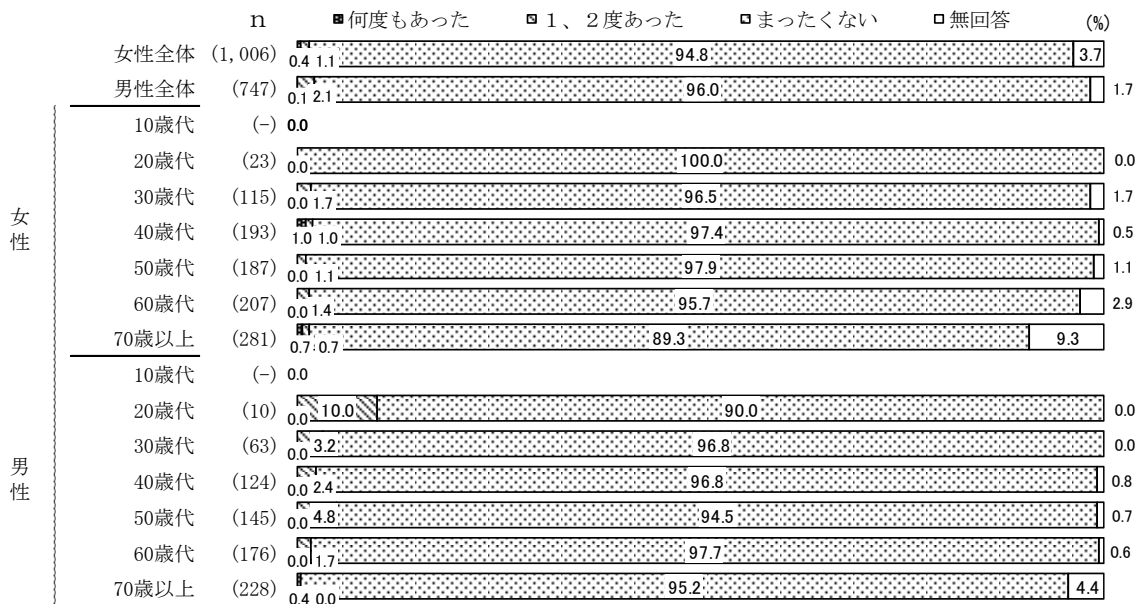 n ■何度もあった ▧１、２度あった ▨まったくない □無回答 (%)
女性全体 (1,006) 0.4 1.1 94.8 3.7
男性全体 (747) 0.1 2.1 96.0 1.7
女性
10歳代 (-) 0.0
20歳代 (23) 0.0 100.0 0.0
30歳代 (115) 0.0 1.7 96.5 1.7
40歳代 (193) 1.0 1.0 97.4 0.5
50歳代 (187) 0.0 1.1 97.9 1.1
60歳代 (207) 0.0 1.4 95.7 2.9
70歳以上 (281) 0.7 0.7 89.3 9.3
男性
10歳代 (-) 0.0
20歳代 (10) 0.0 10.0 90.0 0.0
30歳代 (63) 0.0 3.2 96.8 0.0
40歳代 (124) 0.0 2.4 96.8 0.8
50歳代 (145) 0.0 4.8 94.5 0.7
60歳代 (176) 0.0 1.7 97.7 0.6
70歳以上 (228) 0.4 0.0 95.2 4.4